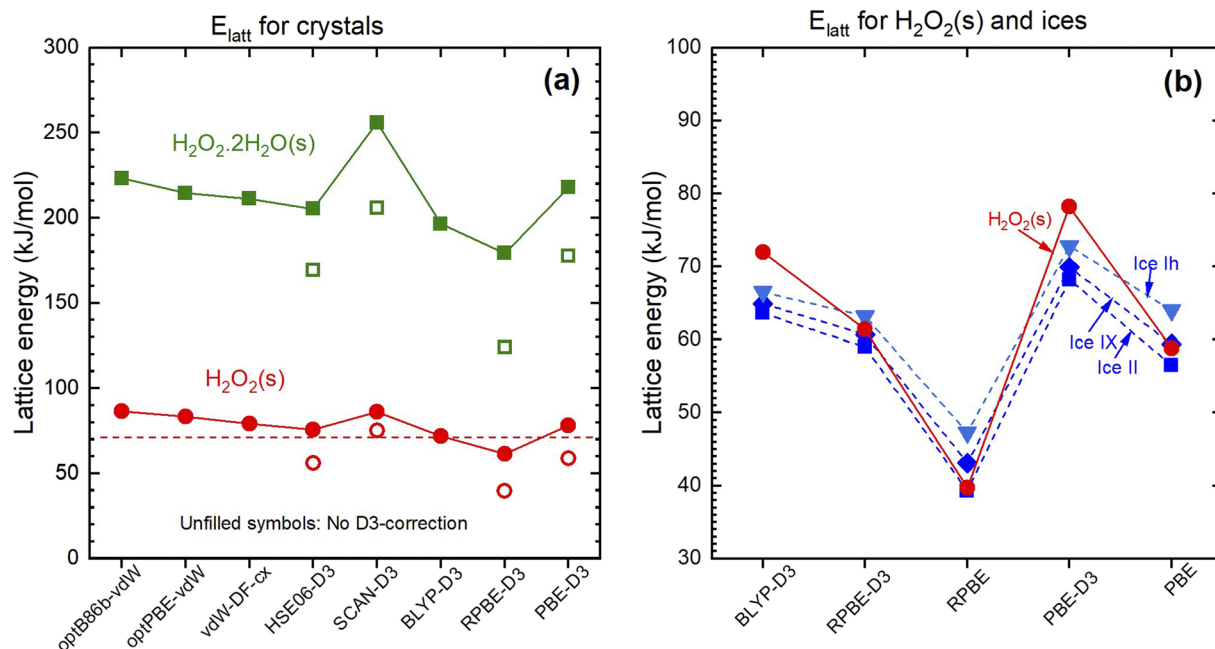 E_latt for crystals
300
250
200
150
100
50
0
Lattice energy (kJ/mol)
(a)
H₂O₂.2H₂O(s)
H₂O₂(s)
Unfilled symbols: No D3-correction
optB86b-vdW
optPBE-vdW
vdW-DF-cx
HSE06-D3
SCAN-D3
BLYP-D3
RPBE-D3
PBE-D3
E_latt for H₂O₂(s) and ices
100
90
80
70
60
50
40
30
Lattice energy (kJ/mol)
(b)
H₂O₂(s)
Ice Ih
Ice IX
Ice II
BLYP-D3
RPBE-D3
RPBE
PBE-D3
PBE